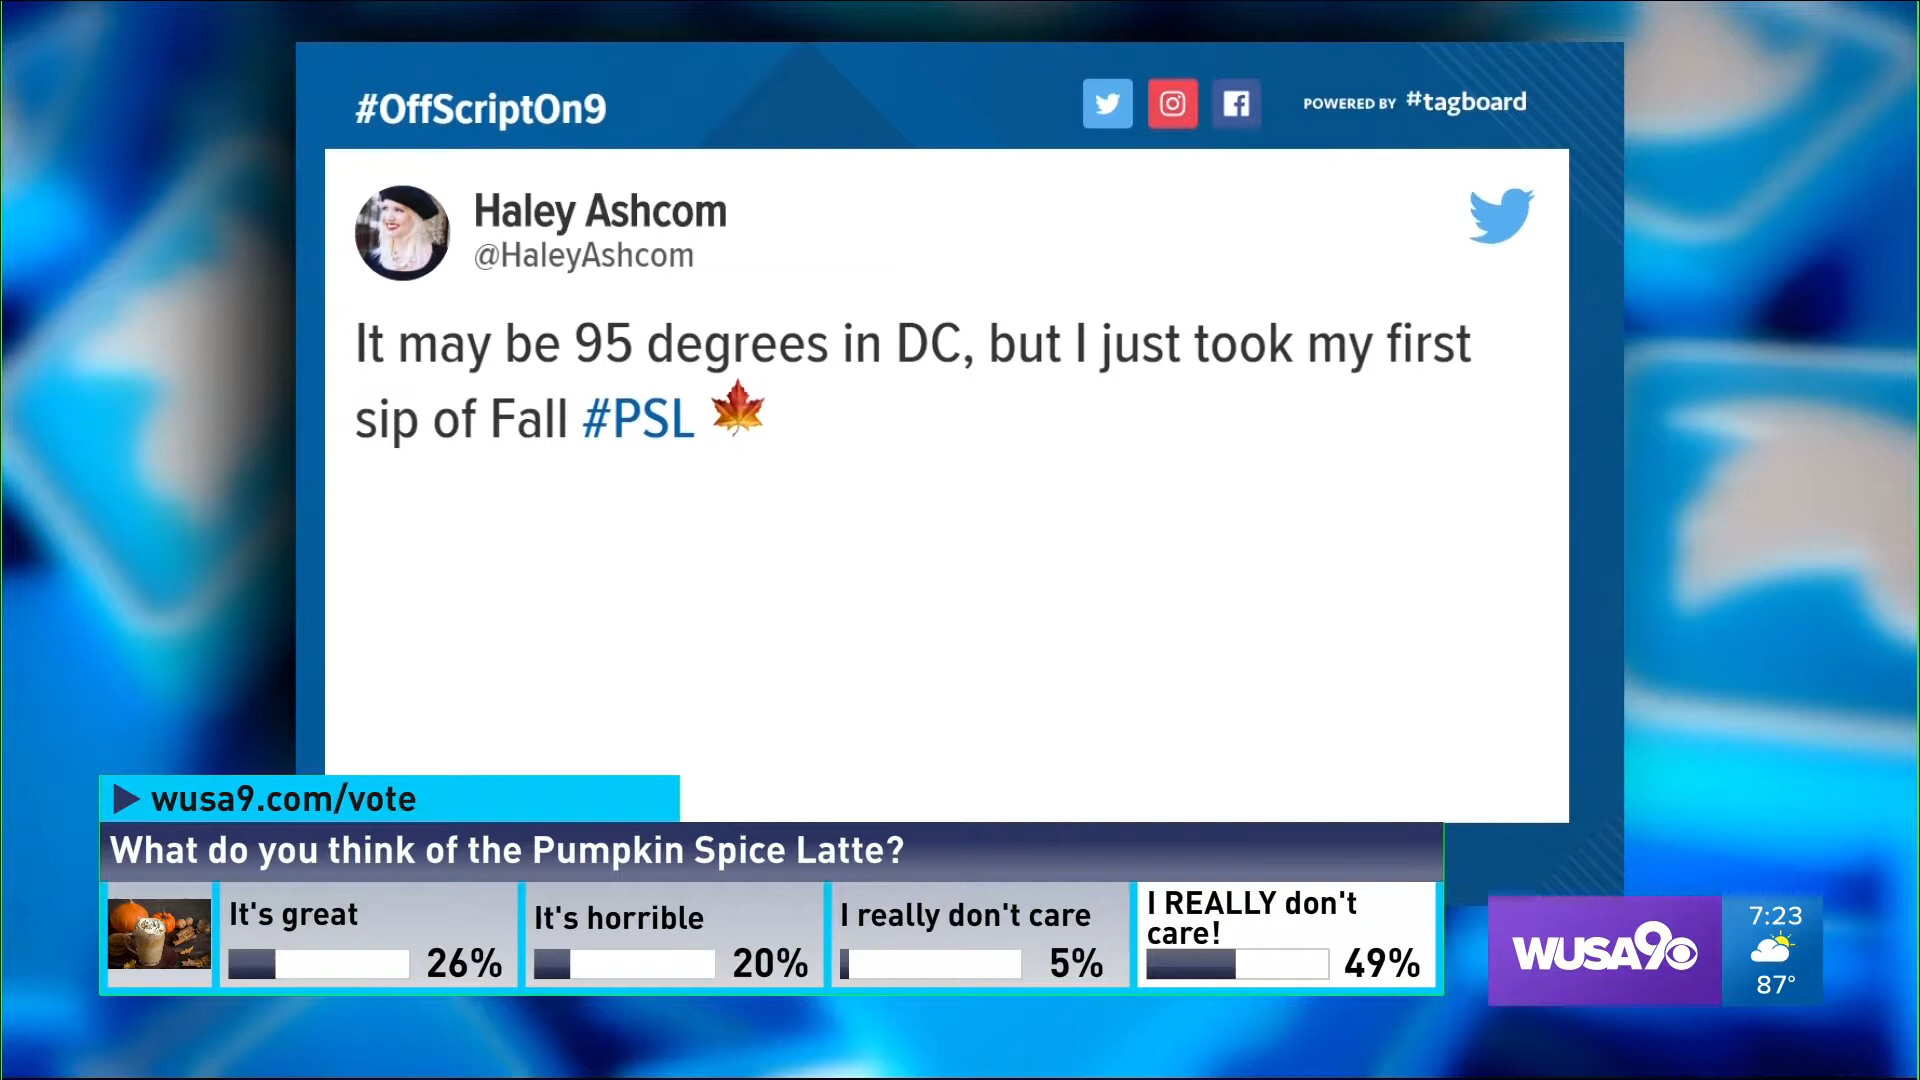 #OffScriptOn9
POWERED BY #tagboard
Haley Ashcom
@HaleyAshcom
It may be 95 degrees in DC, but I just took my first
sip of Fall #PSL
wusa9.com/vote
What do you think of the Pumpkin Spice Latte?
It's great
26%
It's horrible
20%
I really don't care
5%
I REALLY don't
care!
49%
WUSA9
7:23
87°